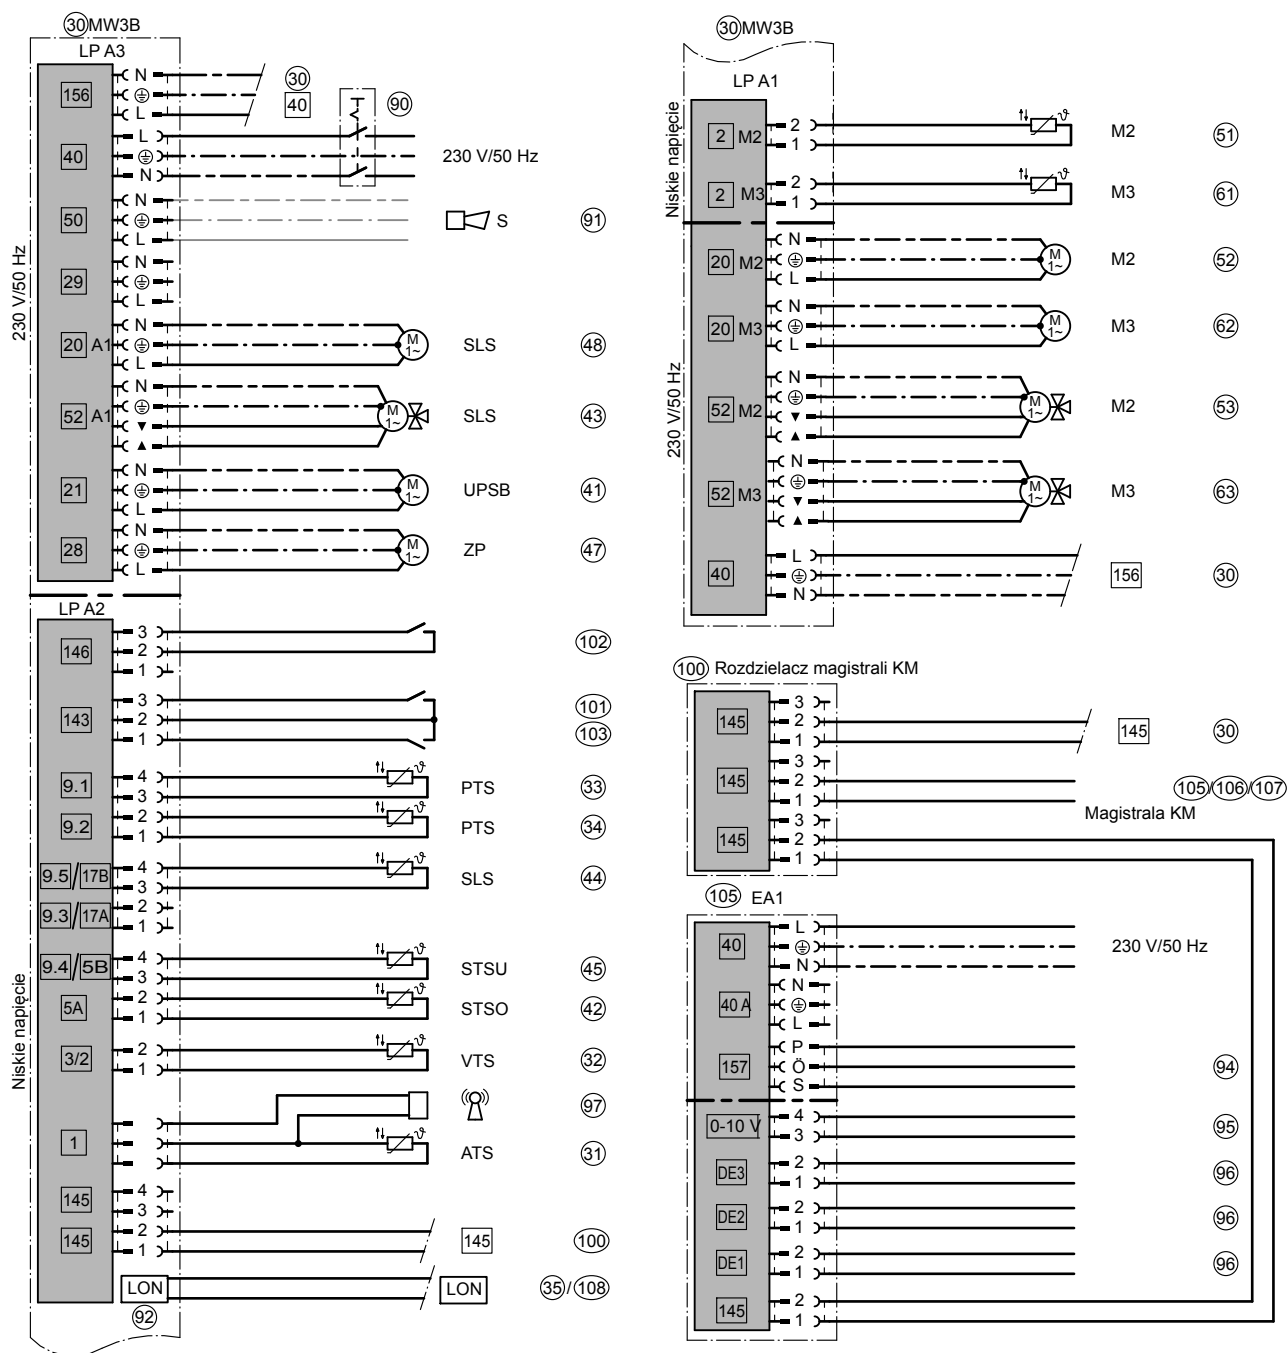 30 MW3B
LP A3
230 V/50 Hz
156 N
L
30
40
90
40 L
N
230 V/50 Hz
50 N
L
S 91
29 N
L
20 A1 N
L
M
1~
SLS 48
52 A1 N
▼
▲
M
1~
SLS 43
21 N
L
M
1~
UPSB 41
28 N
L
M
1~
ZP 47
LP A2
Niskie napięcie
146 3
2
1
102
143 3
2
1
101
103
9.1 4
3
ϑ
PTS 33
9.2 2
1
ϑ
PTS 34
9.5/17B 4
3
ϑ
SLS 44
9.3/17A 2
1
9.4/5B 4
3
ϑ
STSU 45
5A 2
1
ϑ
STSO 42
3/2 2
1
ϑ
VTS 32
97
1
ϑ
ATS 31
145 4
3
145 2
1
145 100
LON LON 35/108
92
30 MW3B
LP A1
Niskie napięcie
2 M2 2
1
ϑ
M2 51
2 M3 2
1
ϑ
M3 61
230 V/50 Hz
20 M2 N
L
M
1~
M2 52
20 M3 N
L
M
1~
M3 62
52 M2 N
▼
▲
M
1~
M2 53
52 M3 N
▼
▲
M
1~
M3 63
40 L
N
156 30
100 Rozdzielacz magistrali KM
145 3
2
1
145 30
145 3
2
1
105/106/107
Magistrala KM
145 3
2
1
105 EA1
40 L
N
230 V/50 Hz
40 A N
L
157 P
Ö
S
94
0-10 V 4
3
95
DE3 2
1
96
DE2 2
1
96
DE1 2
1
96
145 2
1